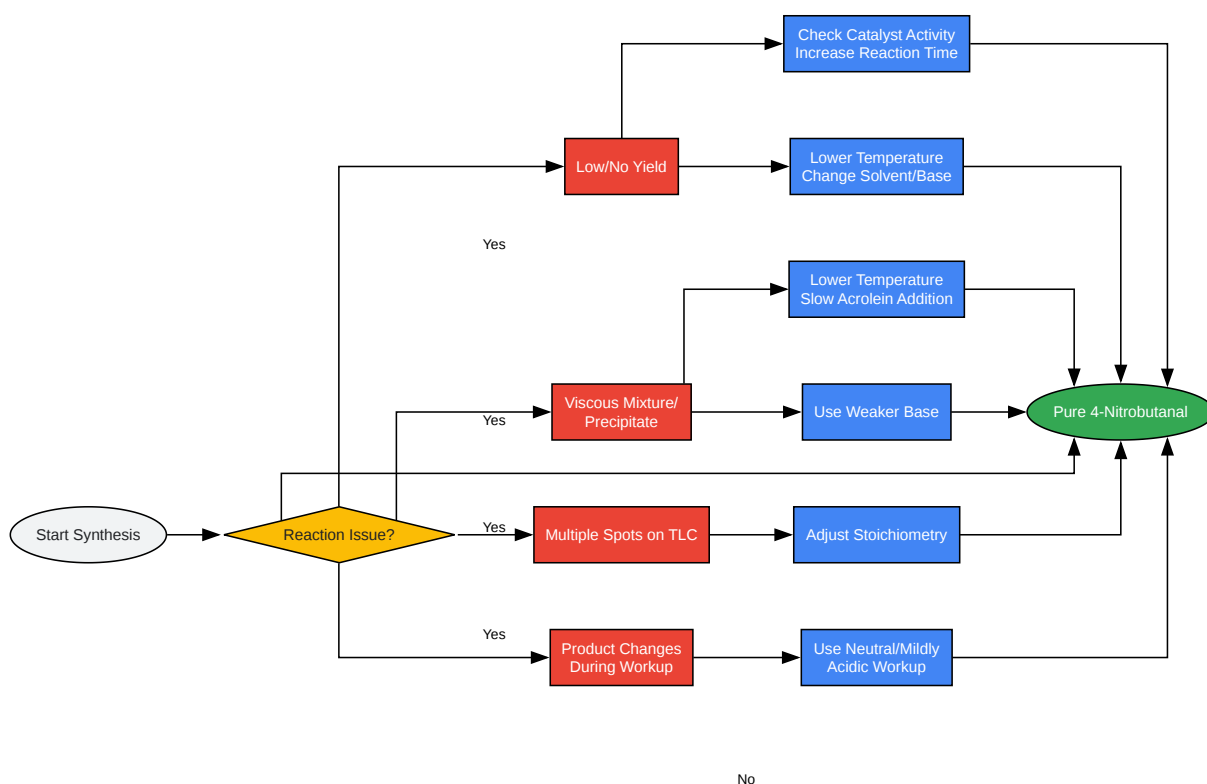 Check Catalyst Activity
Increase Reaction Time
Low/No Yield
Lower Temperature
Change Solvent/Base
Yes
Lower Temperature
Slow Acrolein Addition
Viscous Mixture/
Precipitate
Yes
Use Weaker Base
Pure 4-Nitrobutanal
Start Synthesis
Reaction Issue?
Yes
Multiple Spots on TLC
Adjust Stoichiometry
Yes
Product Changes
During Workup
Use Neutral/Mildly
Acidic Workup
No